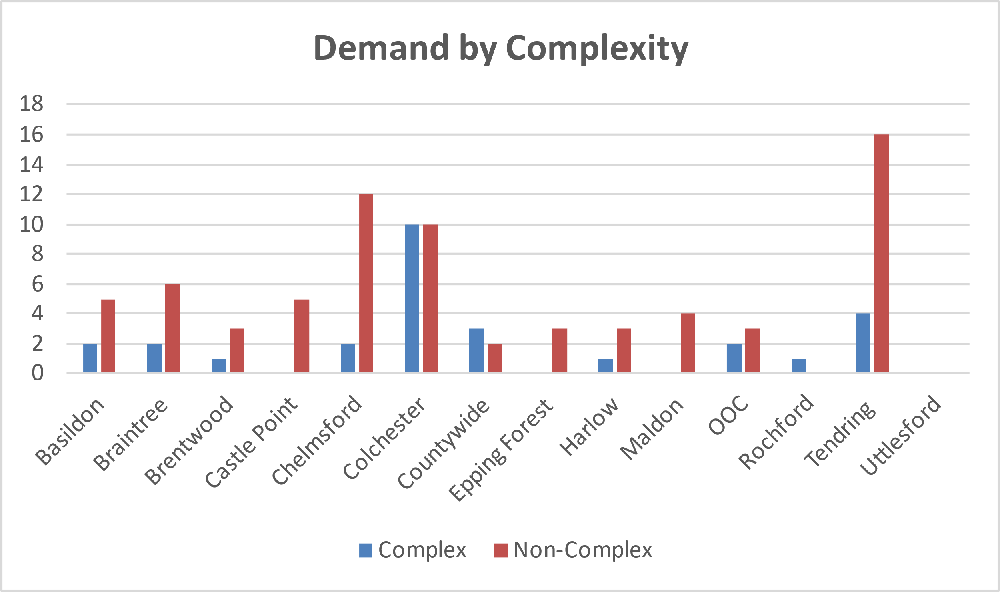 Demand by Complexity
18
16
14
12
10
8
6
4
2
0
Basildon
Braintree
Brentwood
Castle Point
Chelmsford
Colchester
Countywide
Epping Forest
Harlow
Maldon
OOC
Rochford
Tendring
Uttlesford
Complex
Non-Complex